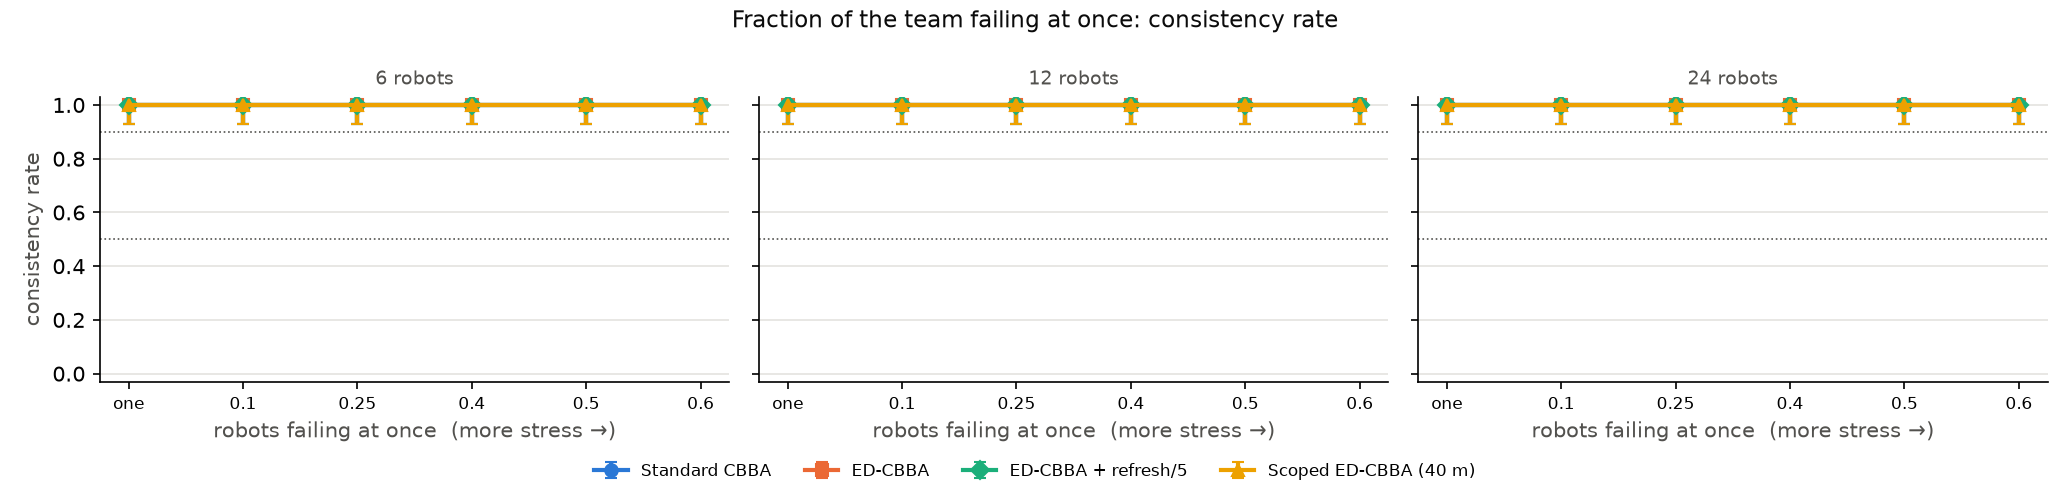 Fraction of the team failing at once: consistency rate
6 robots
12 robots
24 robots
consistency rate
1.0
0.8
0.6
0.4
0.2
0.0
one 0.1 0.25 0.4 0.5 0.6
one 0.1 0.25 0.4 0.5 0.6
one 0.1 0.25 0.4 0.5 0.6
robots failing at once (more stress →)
robots failing at once (more stress →)
robots failing at once (more stress →)
Standard CBBA
ED-CBBA
ED-CBBA + refresh/5
Scoped ED-CBBA (40 m)